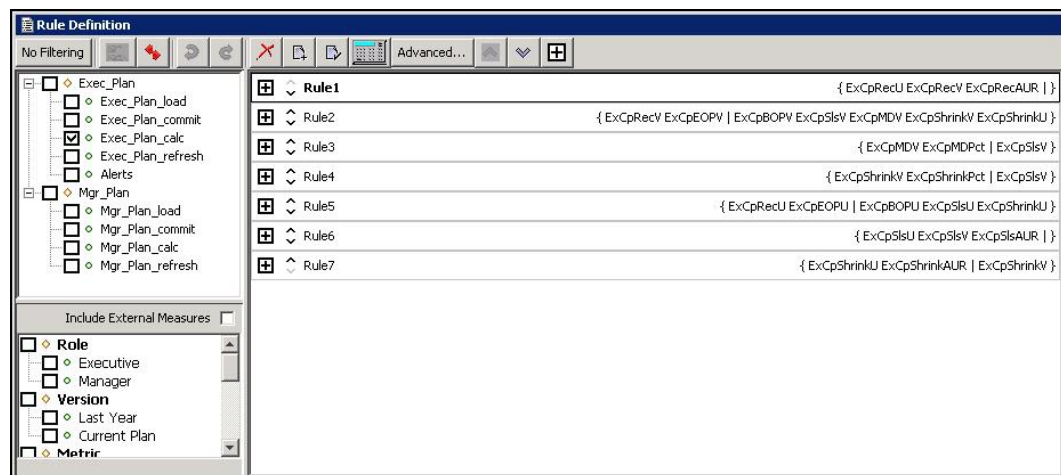 Rule Definition
No Filtering Advanced...
Exec_Plan
Exec_Plan_load
Exec_Plan_commit
Exec_Plan_calc
Exec_Plan_refresh
Alerts
Mgr_Plan
Mgr_Plan_load
Mgr_Plan_commit
Mgr_Plan_calc
Mgr_Plan_refresh
Include External Measures
Role
Executive
Manager
Version
Last Year
Current Plan
Metric
Rule1 { ExCpRecU ExCpRecV ExCpRecAUR | }
Rule2 { ExCpRecV ExCpEOPV | ExCpBOPV ExCpSlsV ExCpMDV ExCpShrinkV ExCpShrinkU }
Rule3 { ExCpMDV ExCpMDPct | ExCpSlsV }
Rule4 { ExCpShrinkV ExCpShrinkPct | ExCpSlsV }
Rule5 { ExCpRecU ExCpEOPU | ExCpBOPU ExCpSlsU ExCpShrinkU }
Rule6 { ExCpSlsU ExCpSlsV ExCpSlsAUR | }
Rule7 { ExCpShrinkU ExCpShrinkAUR | ExCpShrinkV }